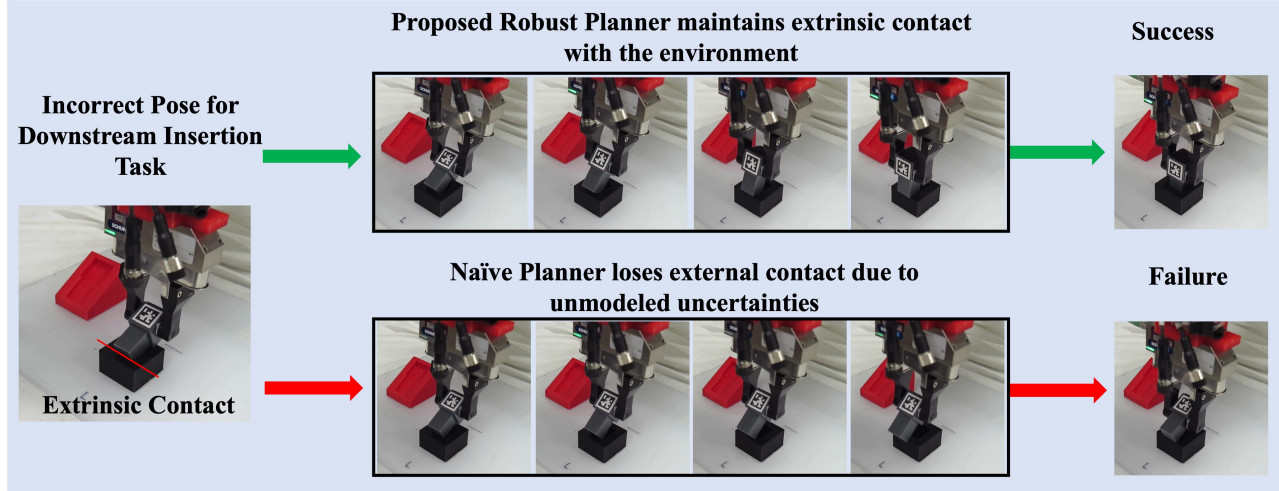 Proposed Robust Planner maintains extrinsic contact
with the environment
Success
Incorrect Pose for
Downstream Insertion
Task
Extrinsic Contact
Naïve Planner loses external contact due to
unmodeled uncertainties
Failure